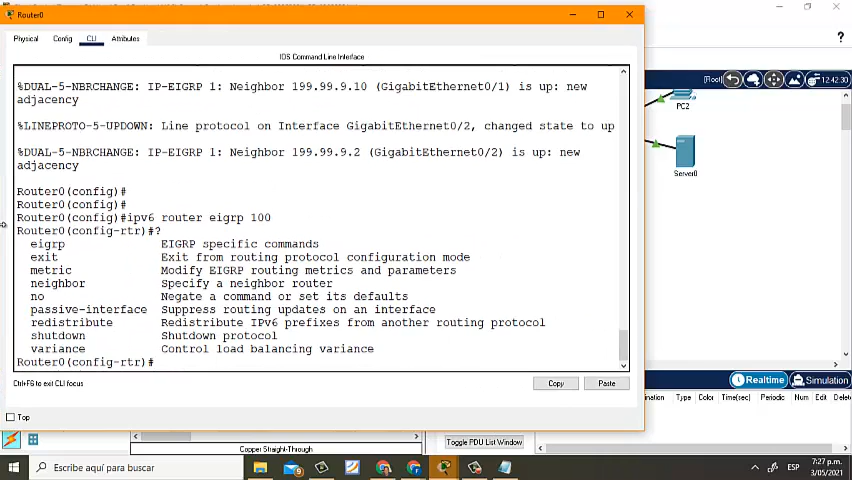 Router0
Physical
Config
CLI
Attributes
IOS Command Line Interface
%DUAL-5-NBRCHANGE: IP-EIGRP 1: Neighbor 199.99.9.10 (GigabitEthernet0/1) is up: new
adjacency
%LINEPROTO-5-UPDOWN: Line protocol on Interface GigabitEthernet0/2, changed state to up
%DUAL-5-NBRCHANGE: IP-EIGRP 1: Neighbor 199.99.9.2 (GigabitEthernet0/2) is up: new
adjacency
Router0(config)#
Router0(config)#
Router0(config)#ipv6 router eigrp 100
Router0(config-rtr)#?
eigrp EIGRP specific commands
exit Exit from routing protocol configuration mode
metric Modify EIGRP routing metrics and parameters
neighbor Specify a neighbor router
no Negate a command or set its defaults
passive-interface Suppress routing updates on an interface
redistribute Redistribute IPv6 prefixes from another routing protocol
shutdown Shutdown protocol
variance Control load balancing variance
Router0(config-rtr)#
Ctrl+F6 to exit CLI focus
Copy
Paste
Top
[Root]
12:42:30
PC2
Server0
Realtime
Simulation
Destination Type Color Time(sec) Periodic Num Edit Delete
Copper Straight-Through
Toggle PDU List Window
Escribe aquí para buscar
ESP
7:27 p.m.
3/05/2021